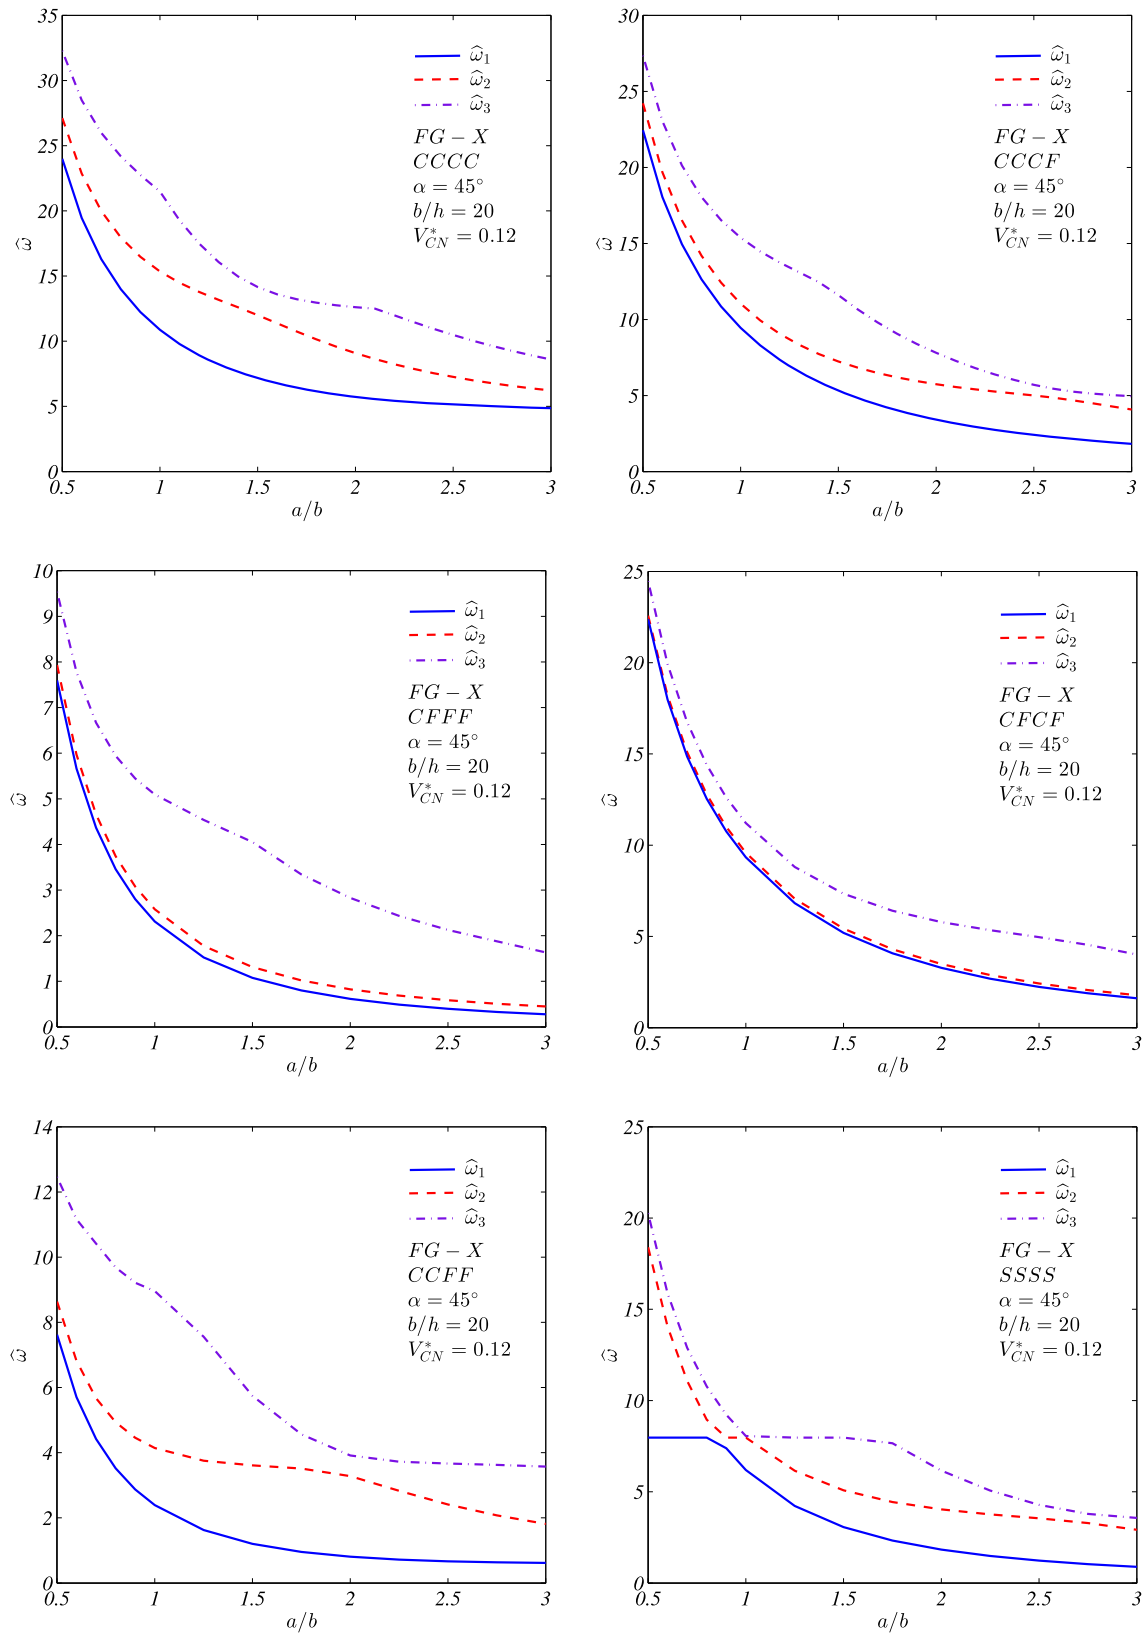 35
30
25
20
15
10
5
0
0.5 1 1.5 2 2.5 3
a/b
ω̂
ω̂1
ω̂2
ω̂3
FG − X
CCCC
α = 45°
b/h = 20
V*CN = 0.12
30
25
20
15
10
5
0
0.5 1 1.5 2 2.5 3
a/b
ω̂
ω̂1
ω̂2
ω̂3
FG − X
CCCF
α = 45°
b/h = 20
V*CN = 0.12
10
9
8
7
6
5
4
3
2
1
0
0.5 1 1.5 2 2.5 3
a/b
ω̂
ω̂1
ω̂2
ω̂3
FG − X
CFFF
α = 45°
b/h = 20
V*CN = 0.12
25
20
15
10
5
0
0.5 1 1.5 2 2.5 3
a/b
ω̂
ω̂1
ω̂2
ω̂3
FG − X
CFCF
α = 45°
b/h = 20
V*CN = 0.12
14
12
10
8
6
4
2
0
0.5 1 1.5 2 2.5 3
a/b
ω̂
ω̂1
ω̂2
ω̂3
FG − X
CCFF
α = 45°
b/h = 20
V*CN = 0.12
25
20
15
10
5
0
0.5 1 1.5 2 2.5 3
a/b
ω̂
ω̂1
ω̂2
ω̂3
FG − X
SSSS
α = 45°
b/h = 20
V*CN = 0.12